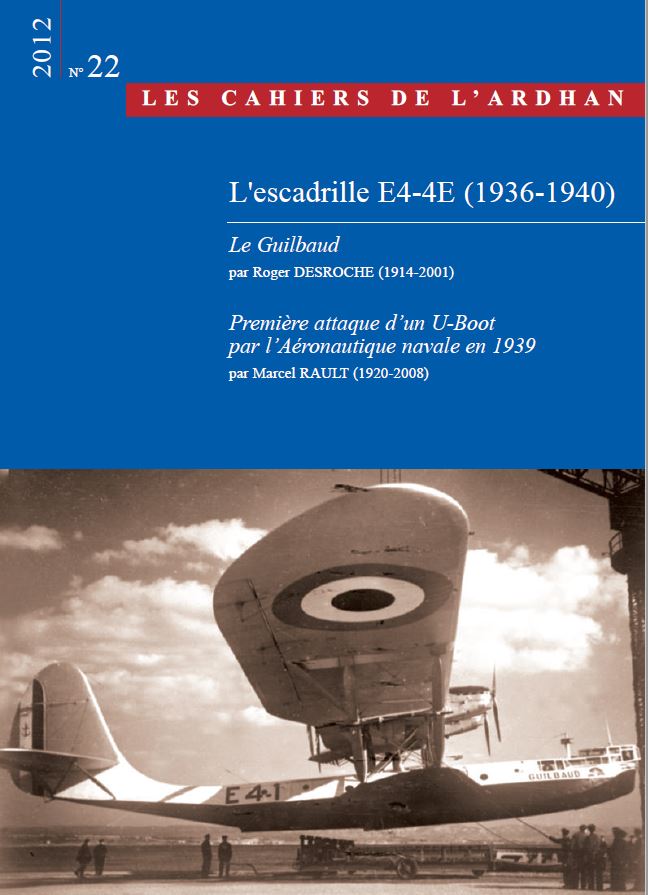 2012
N° 22
LES CAHIERS DE L'ARDHAN
L'escadrille E4-4E (1936-1940)
Le Guilbaud
par Roger DESROCHE (1914-2001)
Première attaque d’un U-Boot
par l’Aéronautique navale en 1939
par Marcel RAULT (1920-2008)
GUILBAUD
E4-1